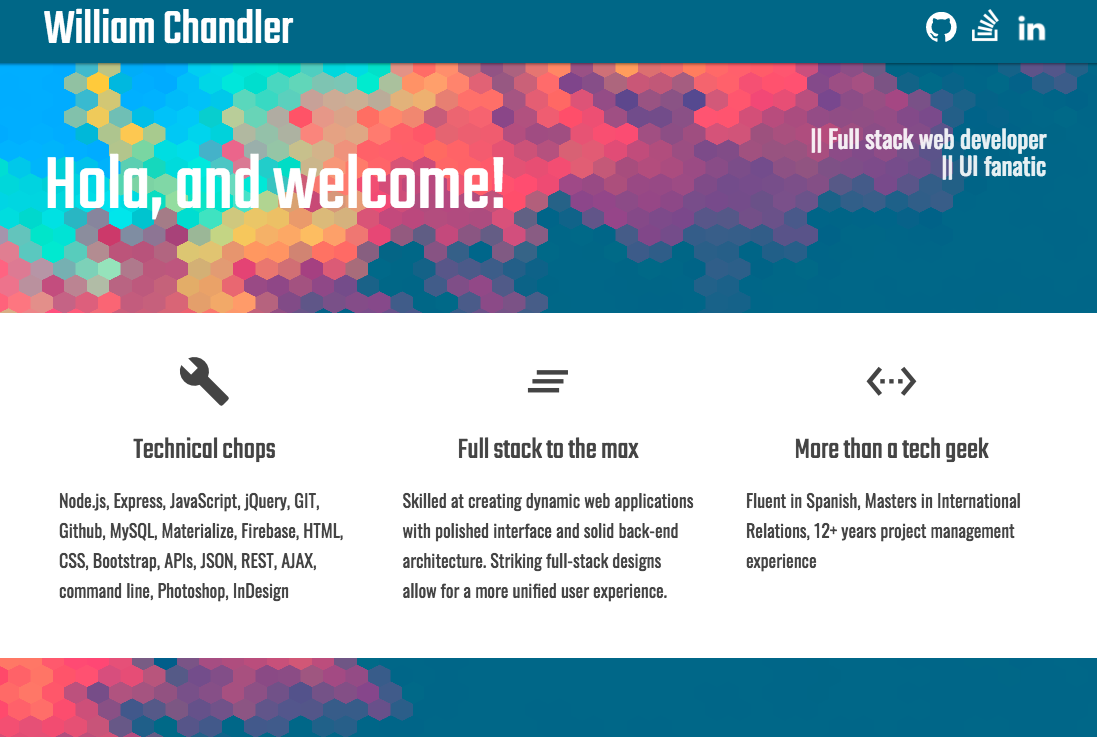 William Chandler
|| Full stack web developer
|| UI fanatic
Hola, and welcome!
Technical chops
Node.js, Express, JavaScript, jQuery, GIT,
Github, MySQL, Materialize, Firebase, HTML,
CSS, Bootstrap, APIs, JSON, REST, AJAX,
command line, Photoshop, InDesign
Full stack to the max
Skilled at creating dynamic web applications
with polished interface and solid back-end
architecture. Striking full-stack designs
allow for a more unified user experience.
More than a tech geek
Fluent in Spanish, Masters in International
Relations, 12+ years project management
experience